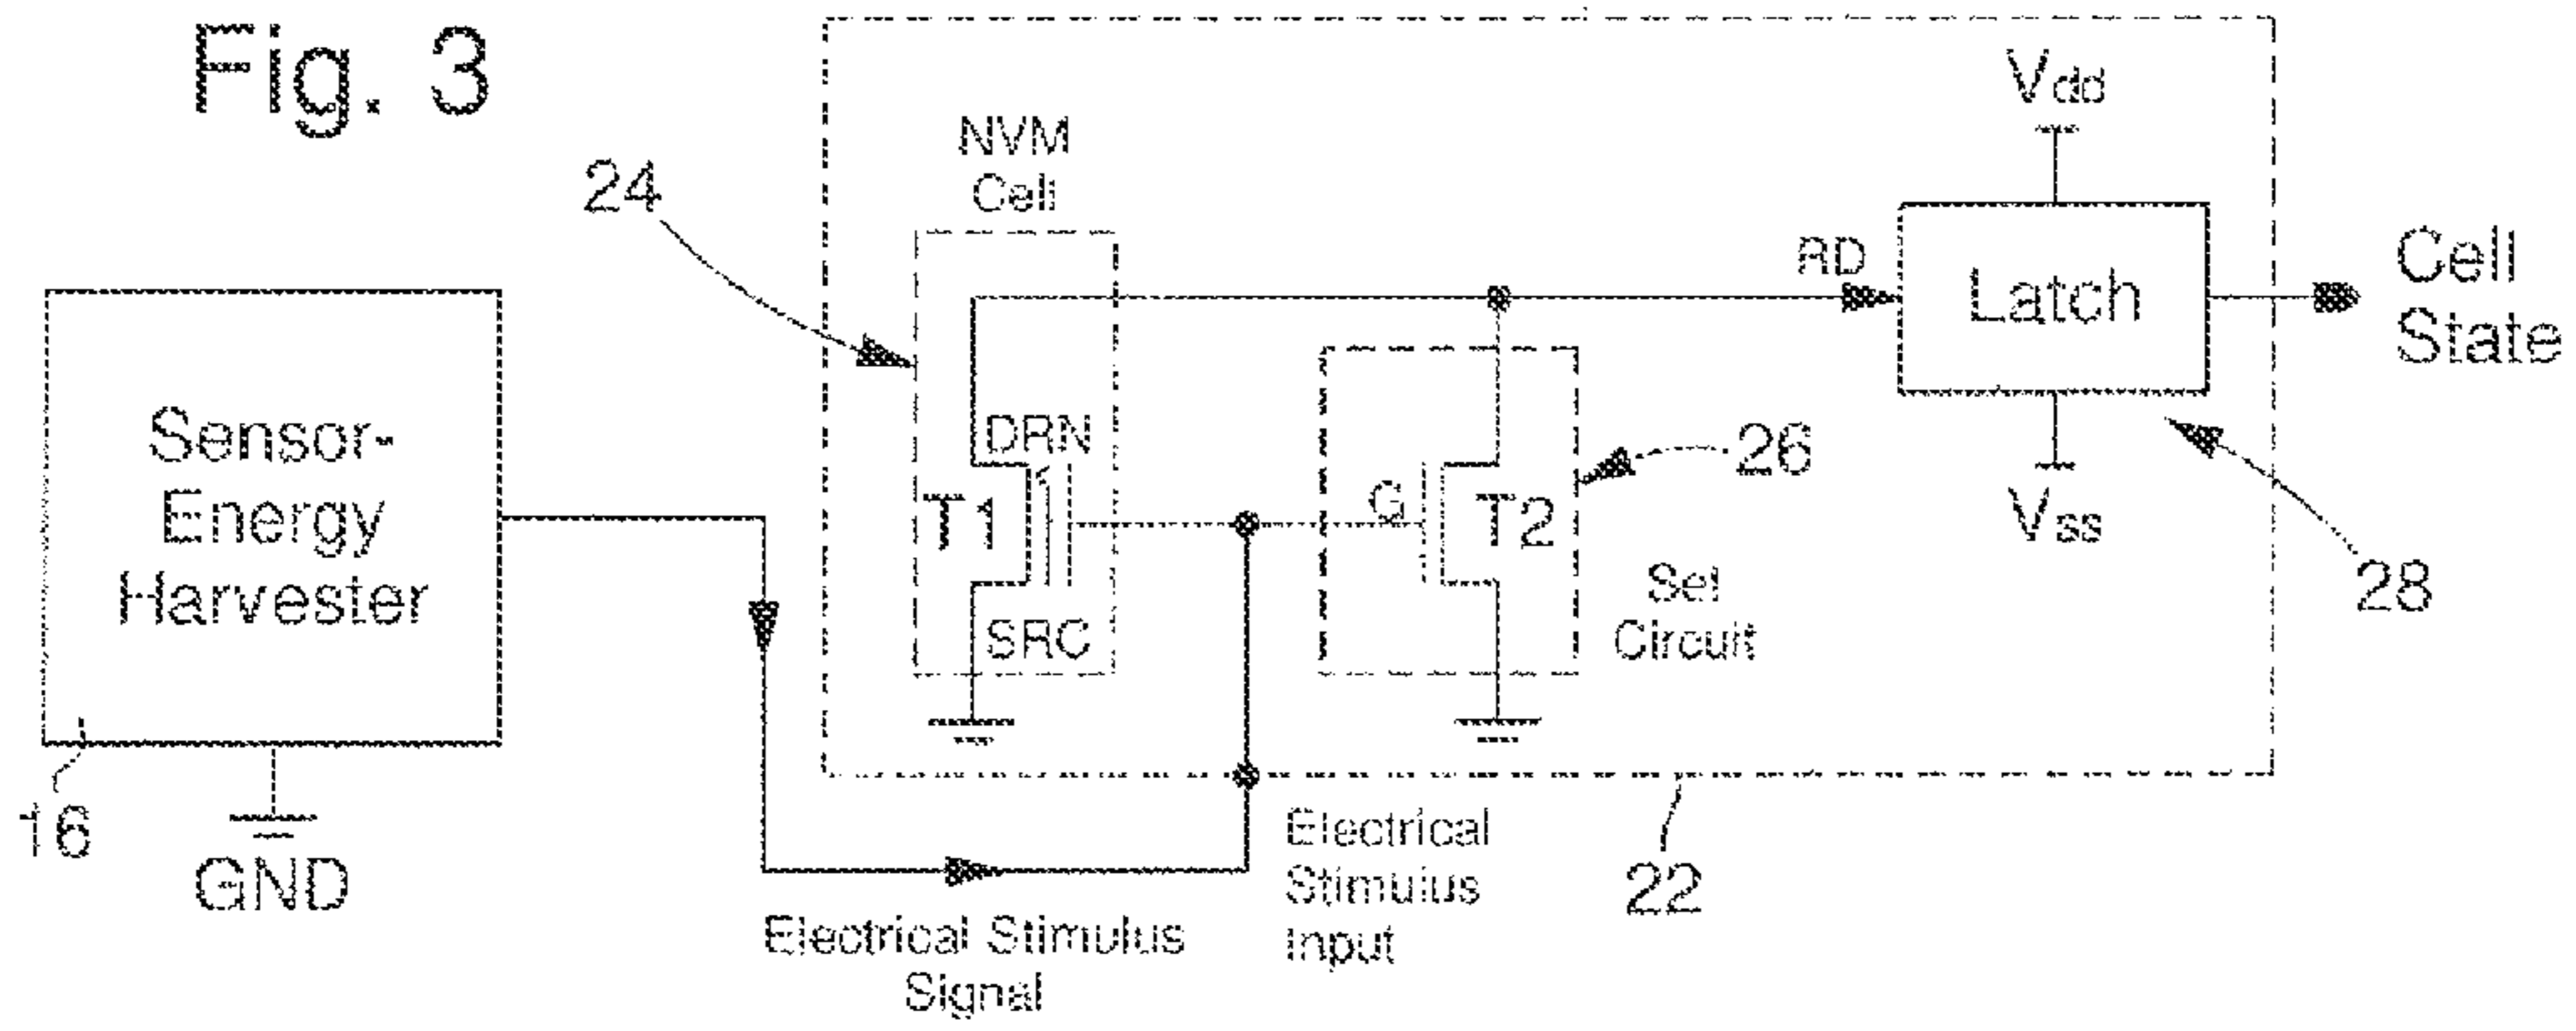 Fig. 3
NVM
Cell
24
Vdd
RD
Latch
Cell
State
Sensor-
Energy
Harvester
DRN
T1
SRC
G
T2
26
Sel
Circuit
Vss
28
16
GND
Electrical
Stimulus
Input
22
Electrical Stimulus
Signal